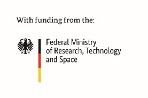 With funding from the:
Federal Ministry
of Research, Technology
and Space